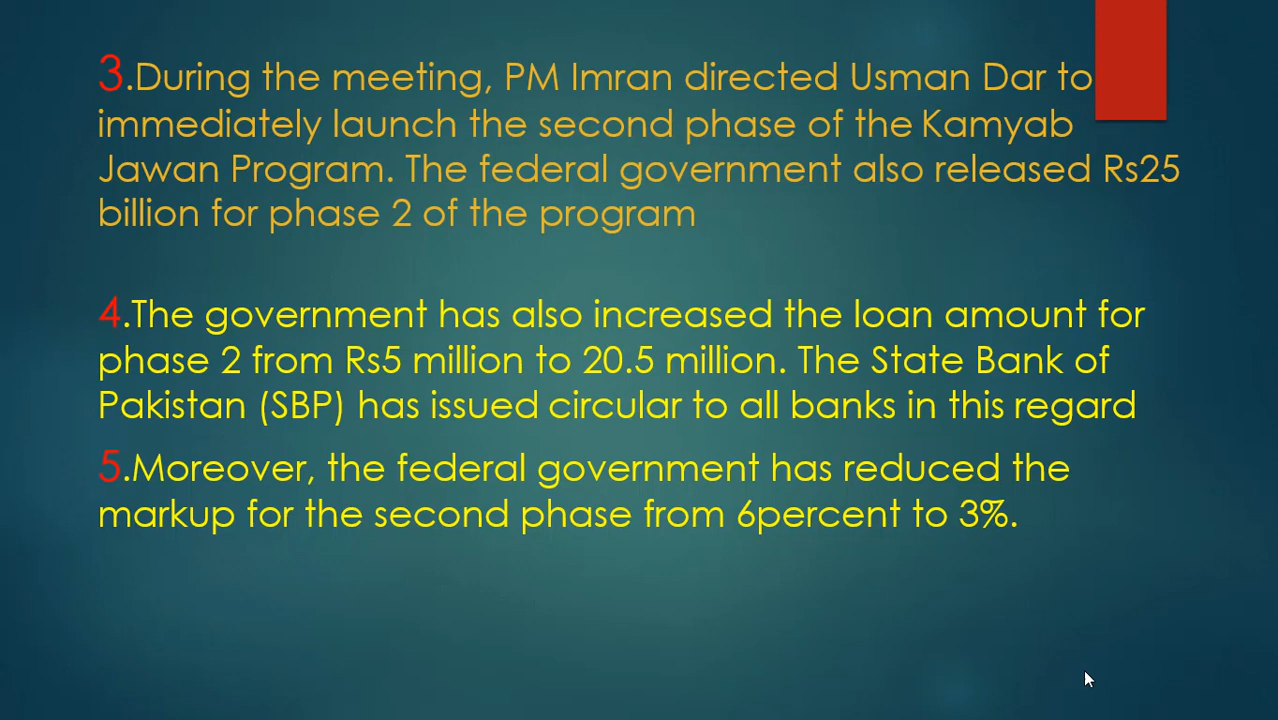 3.During the meeting, PM Imran directed Usman Dar to
immediately launch the second phase of the Kamyab
Jawan Program. The federal government also released Rs25
billion for phase 2 of the program
4.The government has also increased the loan amount for
phase 2 from Rs5 million to 20.5 million. The State Bank of
Pakistan (SBP) has issued circular to all banks in this regard
5.Moreover, the federal government has reduced the
markup for the second phase from 6percent to 3%.